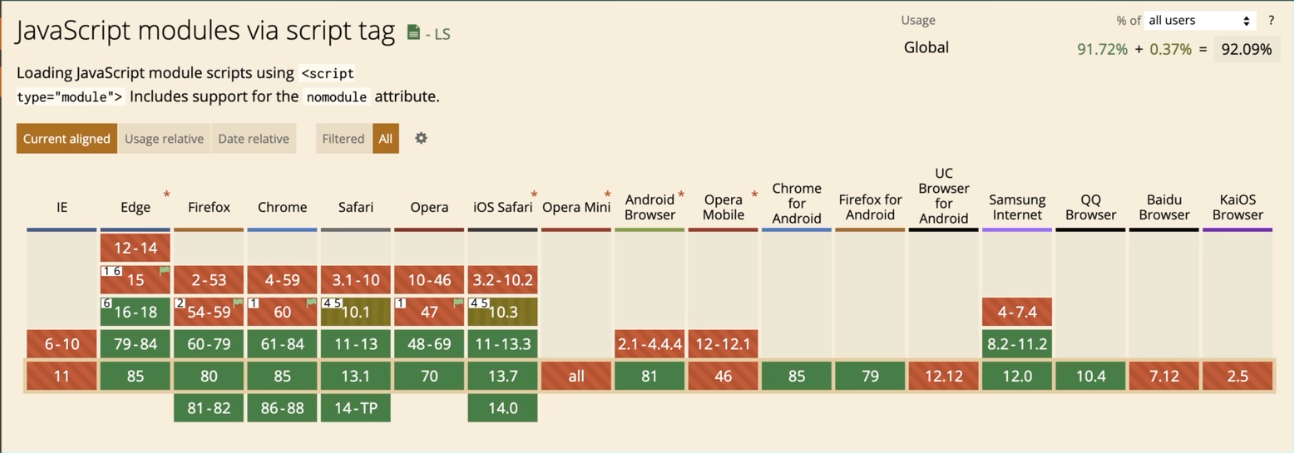 JavaScript modules via script tag - LS
Usage % of all users ?
Global 91.72% + 0.37% = 92.09%
Loading JavaScript module scripts using <script
type="module"> Includes support for the nomodule attribute.
Current aligned Usage relative Date relative Filtered All
IE Edge * Firefox Chrome Safari Opera iOS Safari * Opera Mini * Android Browser * Opera Mobile * Chrome for Android Firefox for Android UC Browser for Android Samsung Internet QQ Browser Baidu Browser KaiOS Browser
12-14
1 6 15 2-53 4-59 3.1-10 10-46 3.2-10.2
6 16-18 2 54-59 1 60 4 5 10.1 1 47 4 5 10.3 4-7.4
6-10 79-84 60-79 61-84 11-13 48-69 11-13.3 2.1-4.4.4 12-12.1 8.2-11.2
11 85 80 85 13.1 70 13.7 all 81 46 85 79 12.12 12.0 10.4 7.12 2.5
81-82 86-88 14-TP 14.0